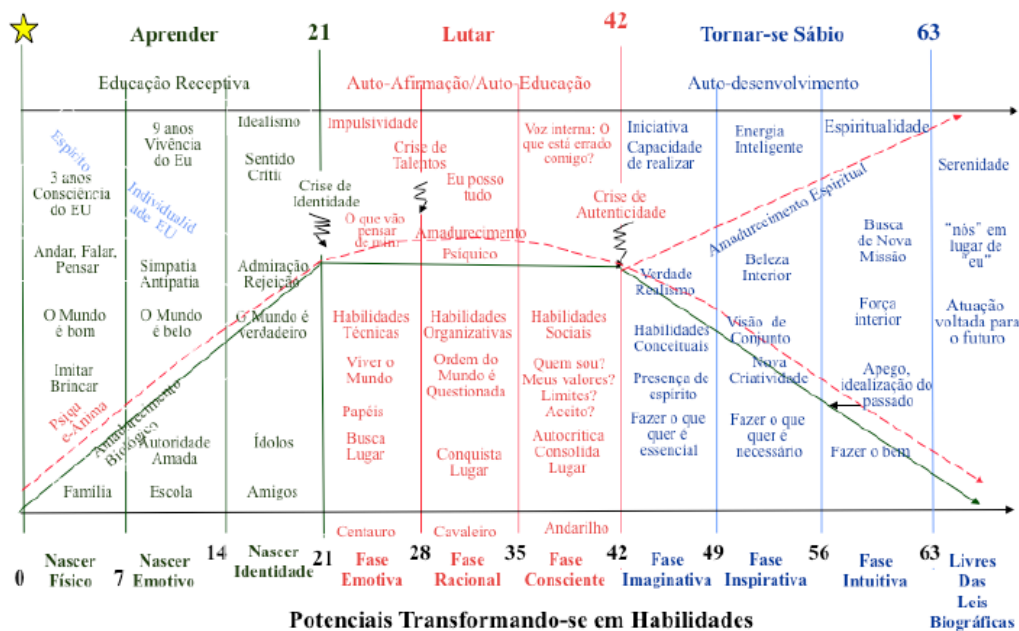 Aprender
21
Lutar
42
Tornar-se Sábio
63
Educação Receptiva
Auto-Afirmação/Auto-Educação
Auto-desenvolvimento
Espírito
3 anos
Consciência
do EU
Andar, Falar,
Pensar
O Mundo
é bom
Imitar
Brincar
Psiqu
ê-Anima
Amadurecimento
Biológico
Família
9 anos
Vivência
do Eu
Individualid
ade EU
Simpatia
Antipatia
O Mundo
é belo
Autoridade
Amada
Escola
Idealismo
Sentido
Crític
Crise de
Identidade
Admiração
Rejeição
O Mundo é
verdadeiro
Ídolos
Amigos
Impulsividade
O que vão
pensar
de mim.
Habilidades
Técnicas
Viver o
Mundo
Papéis
Busca
Lugar
Centauro
Crise de
Talentos
Eu posso
tudo
Amadurecimento
Psíquico
Habilidades
Organizativas
Ordem do
Mundo é
Questionada
Conquista
Lugar
Cavaleiro
Voz interna: O
que está errado
comigo?
Crise de
Autenticidade
Habilidades
Sociais
Quem sou?
Meus valores?
Limites?
Aceito?
Autocrítica
Consolida
Lugar
Andarilho
Iniciativa
Capacidade
de realizar
Verdade
Realismo
Habilidades
Conceituais
Presença de
espírito
Fazer o que
quer é
essencial
Energia
Inteligente
Amadurecimento Espiritual
Beleza
Interior
Visão de
Conjunto
Nova
Criatividade
Fazer o que
quer é
necessário
Espiritualidade
Busca
de Nova
Missão
Força
interior
Apego,
idealização do
passado
Fazer o bem
Serenidade
"nós" em
lugar de
"eu"
Atuação
voltada para
o futuro
0
Nascer
Físico
7
Nascer
Emotivo
14
Nascer
Identidade
21
Fase
Emotiva
28
Fase
Racional
35
Fase
Consciente
42
Fase
Imaginativa
49
Fase
Inspirativa
56
Fase
Intuitiva
63
Livres
Das
Leis
Biográficas
Potenciais Transformando-se em Habilidades